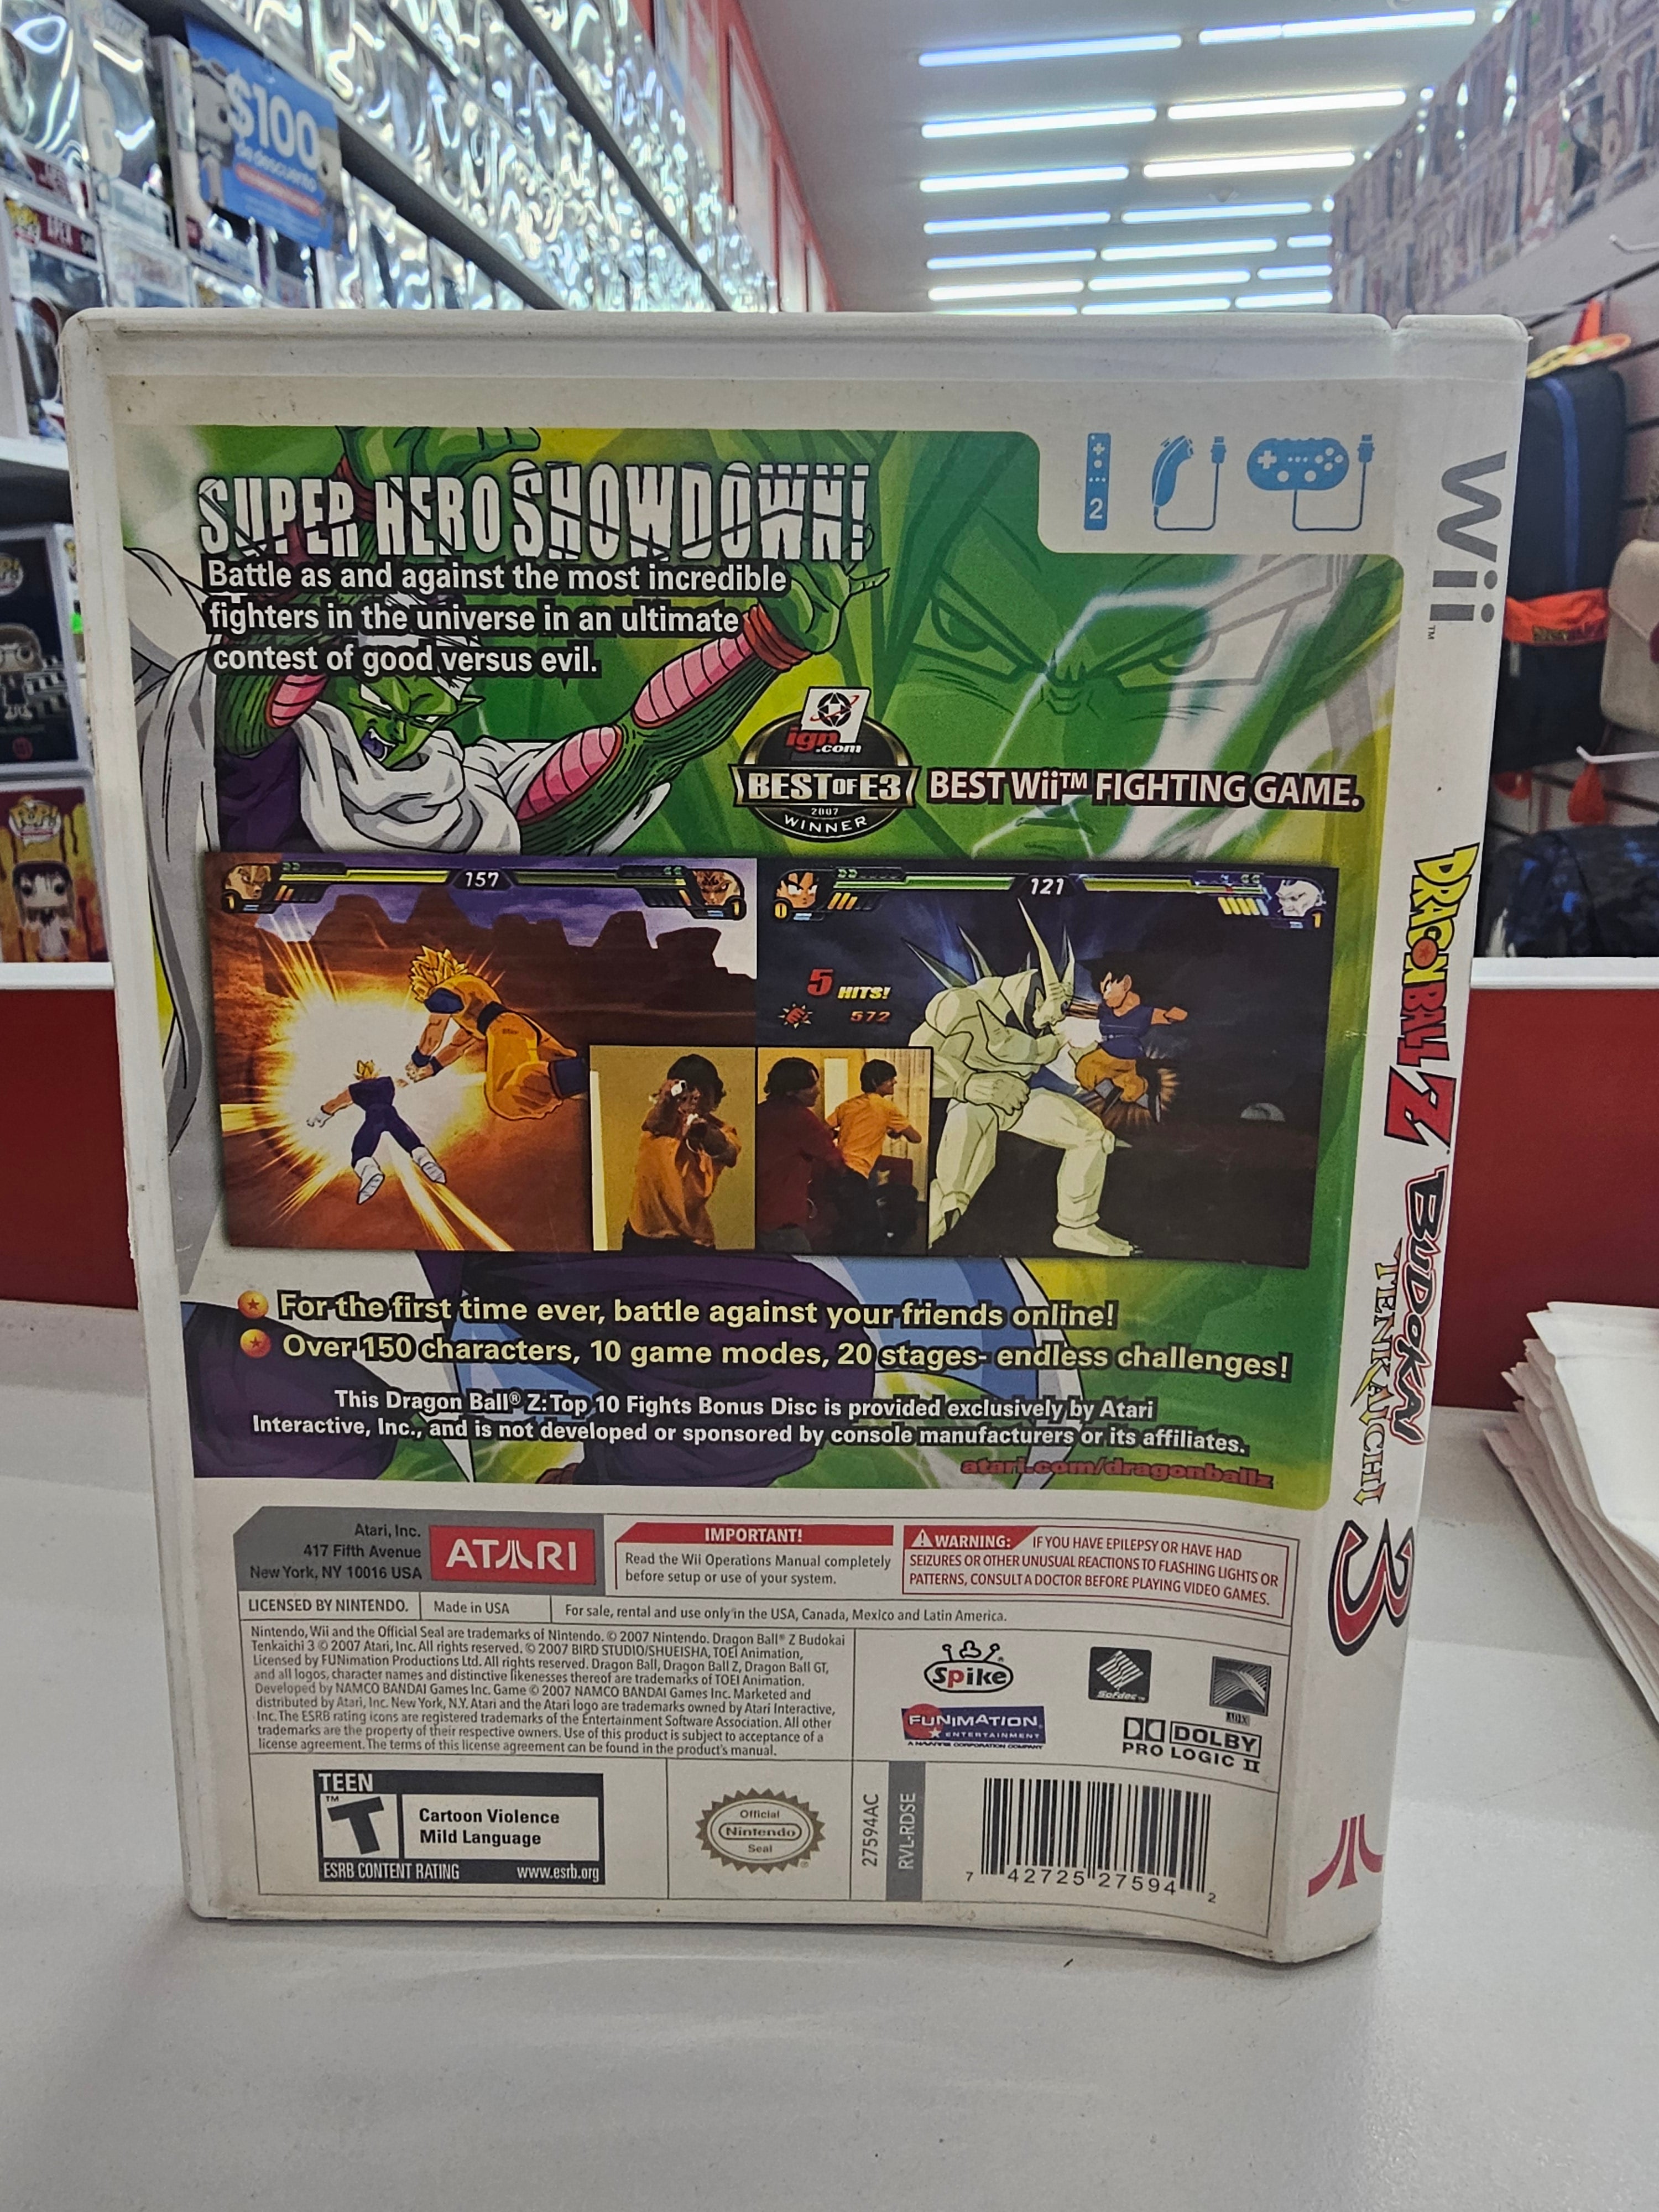 $100
de descuento
SUPER HERO SHOWDOWN!
Battle as and against the most incredible
fighters in the universe in an ultimate
contest of good versus evil.
2
ign
.com
BEST OF E3
2007
WINNER
BEST Wii™ FIGHTING GAME.
157
1
1
121
0
1
5 HITS!
572
For the first time ever, battle against your friends online!
Over 150 characters, 10 game modes, 20 stages- endless challenges!
This Dragon Ball® Z: Top 10 Fights Bonus Disc is provided exclusively by Atari
Interactive, Inc., and is not developed or sponsored by console manufacturers or its affiliates.
atari.com/dragonballz
Atari, Inc.
417 Fifth Avenue
New York, NY 10016 USA
ATARI
IMPORTANT!
Read the Wii Operations Manual completely
before setup or use of your system.
WARNING: IF YOU HAVE EPILEPSY OR HAVE HAD
SEIZURES OR OTHER UNUSUAL REACTIONS TO FLASHING LIGHTS OR
PATTERNS, CONSULT A DOCTOR BEFORE PLAYING VIDEO GAMES.
LICENSED BY NINTENDO.
Made in USA
For sale, rental and use only in the USA, Canada, Mexico and Latin America.
Nintendo, Wii and the Official Seal are trademarks of Nintendo. © 2007 Nintendo. Dragon Ball® Z Budokai
Tenkaichi 3 © 2007 Atari, Inc. All rights reserved. © 2007 BIRD STUDIO/SHUEISHA, TOEI Animation,
Licensed by FUNimation Productions Ltd. All rights reserved. Dragon Ball, Dragon Ball Z, Dragon Ball GT,
and all logos, character names and distinctive likenesses thereof are trademarks of TOEI Animation.
Developed by NAMCO BANDAI Games Inc. Game © 2007 NAMCO BANDAI Games Inc. Marketed and
distributed by Atari, Inc. New York, N.Y. Atari and the Atari logo are trademarks owned by Atari Interactive,
Inc. The ESRB rating icons are registered trademarks of the Entertainment Software Association. All other
trademarks are the property of their respective owners. Use of this product is subject to acceptance of a
license agreement. The terms of this license agreement can be found in the product's manual.
Spike®
Sofdec™
ADX
FUNIMATION
ENTERTAINMENT
A NAVARRE CORPORATION COMPANY
DOLBY
PRO LOGIC II
TEEN
T™
Cartoon Violence
Mild Language
ESRB CONTENT RATING www.esrb.org
Official
Nintendo
Seal
27594AC
RVL-RDSE
7 42725 27594 2
Wii™
DRAGON BALL Z
BUDOKAI
TENKAICHI
3